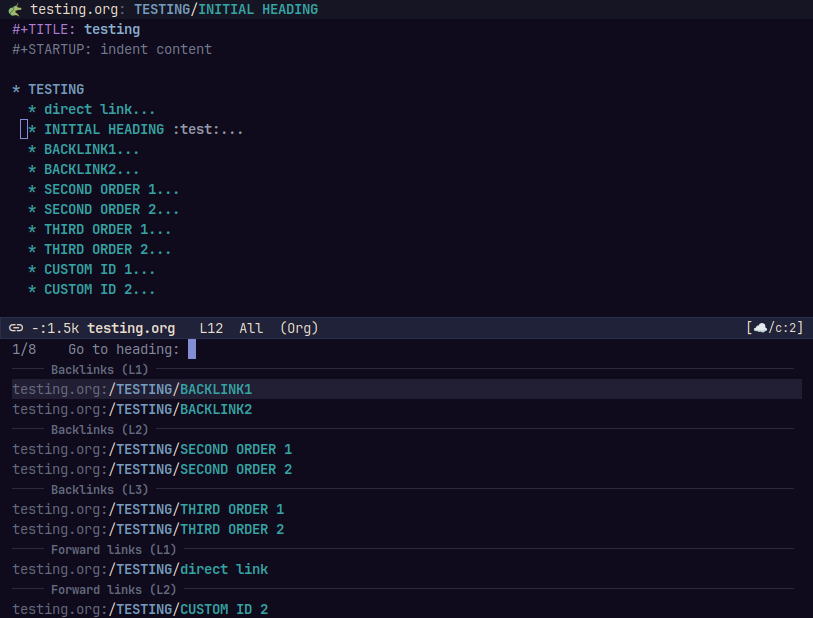 testing.org: TESTING/INITIAL HEADING
#+TITLE: testing
#+STARTUP: indent content
* TESTING
* direct link...
* INITIAL HEADING :test:...
* BACKLINK1...
* BACKLINK2...
* SECOND ORDER 1...
* SECOND ORDER 2...
* THIRD ORDER 1...
* THIRD ORDER 2...
* CUSTOM ID 1...
* CUSTOM ID 2...
-:1.5k testing.org L12 All (Org) [☁/c:2]
1/8 Go to heading:
Backlinks (L1)
testing.org:/TESTING/BACKLINK1
testing.org:/TESTING/BACKLINK2
Backlinks (L2)
testing.org:/TESTING/SECOND ORDER 1
testing.org:/TESTING/SECOND ORDER 2
Backlinks (L3)
testing.org:/TESTING/THIRD ORDER 1
testing.org:/TESTING/THIRD ORDER 2
Forward links (L1)
testing.org:/TESTING/direct link
Forward links (L2)
testing.org:/TESTING/CUSTOM ID 2